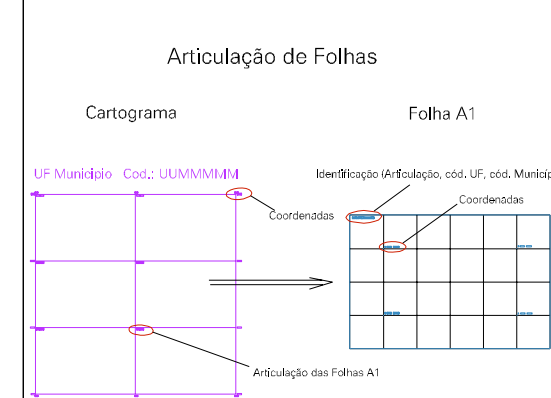 Articulação de Folhas
Cartograma
Folha A1
UF Municipio Cod.: UUMMMMM
Identificação (Articulação, cód. UF, cód. Municíp
Coordenadas
Coordenadas
Articulação das Folhas A1